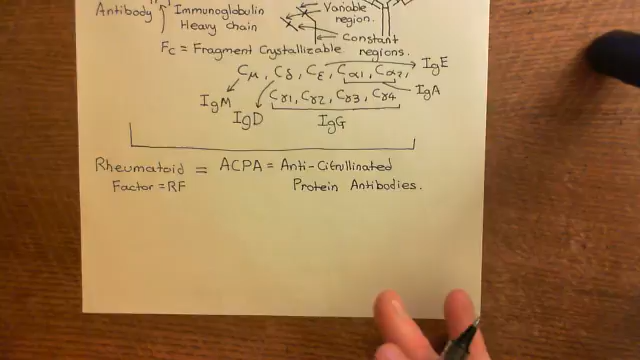 Antibody Immunoglobulin
Heavy Chain
Variable
region.
Constant
regions.
Fc = Fragment Crystallizable
Cμ, Cδ, Cε, Cα1, Cα2,
IgE
IgM
IgD
IgA
Cγ1, Cγ2, Cγ3, Cγ4
IgG
Rheumatoid = ACPA = Anti-Citrullinated
Factor = RF Protein Antibodies.